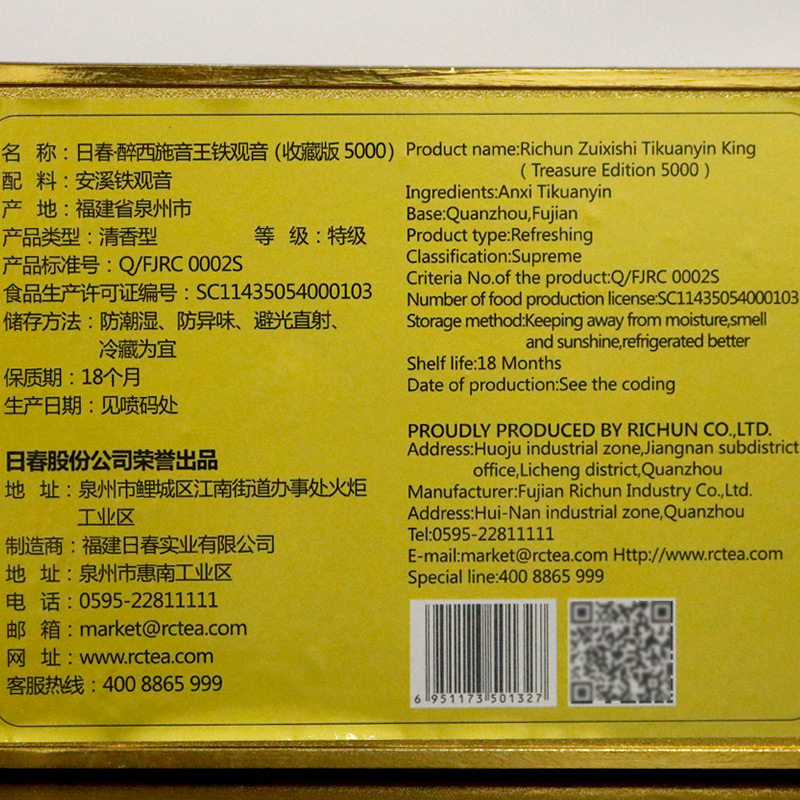 名 称：日春·醉西施音王铁观音（收藏版 5000）
配 料：安溪铁观音
产 地：福建省泉州市
产品类型：清香型 等 级：特级
产品标准号：Q/FJRC 0002S
食品生产许可证编号：SC11435054000103
储存方法：防潮湿、防异味、避光直射、
冷藏为宜
保质期：18个月
生产日期：见喷码处
日春股份公司荣誉出品
地 址：泉州市鲤城区江南街道办事处火炬
工业区
制造商：福建日春实业有限公司
地 址：泉州市惠南工业区
电 话：0595-22811111
邮 箱：market@rctea.com
网 址：www.rctea.com
客服热线：400 8865 999
Product name:Richun Zuixishi Tikuanyin King
( Treasure Edition 5000 )
Ingredients:Anxi Tikuanyin
Base:Quanzhou,Fujian
Product type:Refreshing
Classification:Supreme
Criteria No.of the product:Q/FJRC 0002S
Number of food production license:SC11435054000103
Storage method:Keeping away from moisture,smell
and sunshine,refrigerated better
Shelf life:18 Months
Date of production:See the coding
PROUDLY PRODUCED BY RICHUN CO.,LTD.
Address:Huoju industrial zone,Jiangnan subdistrict
office,Licheng district,Quanzhou
Manufacturer:Fujian Richun Industry Co.,Ltd.
Address:Hui-Nan industrial zone,Quanzhou
Tel:0595-22811111
E-mail:market@rctea.com Http://www.rctea.com
Special line:400 8865 999
6 951173 501327